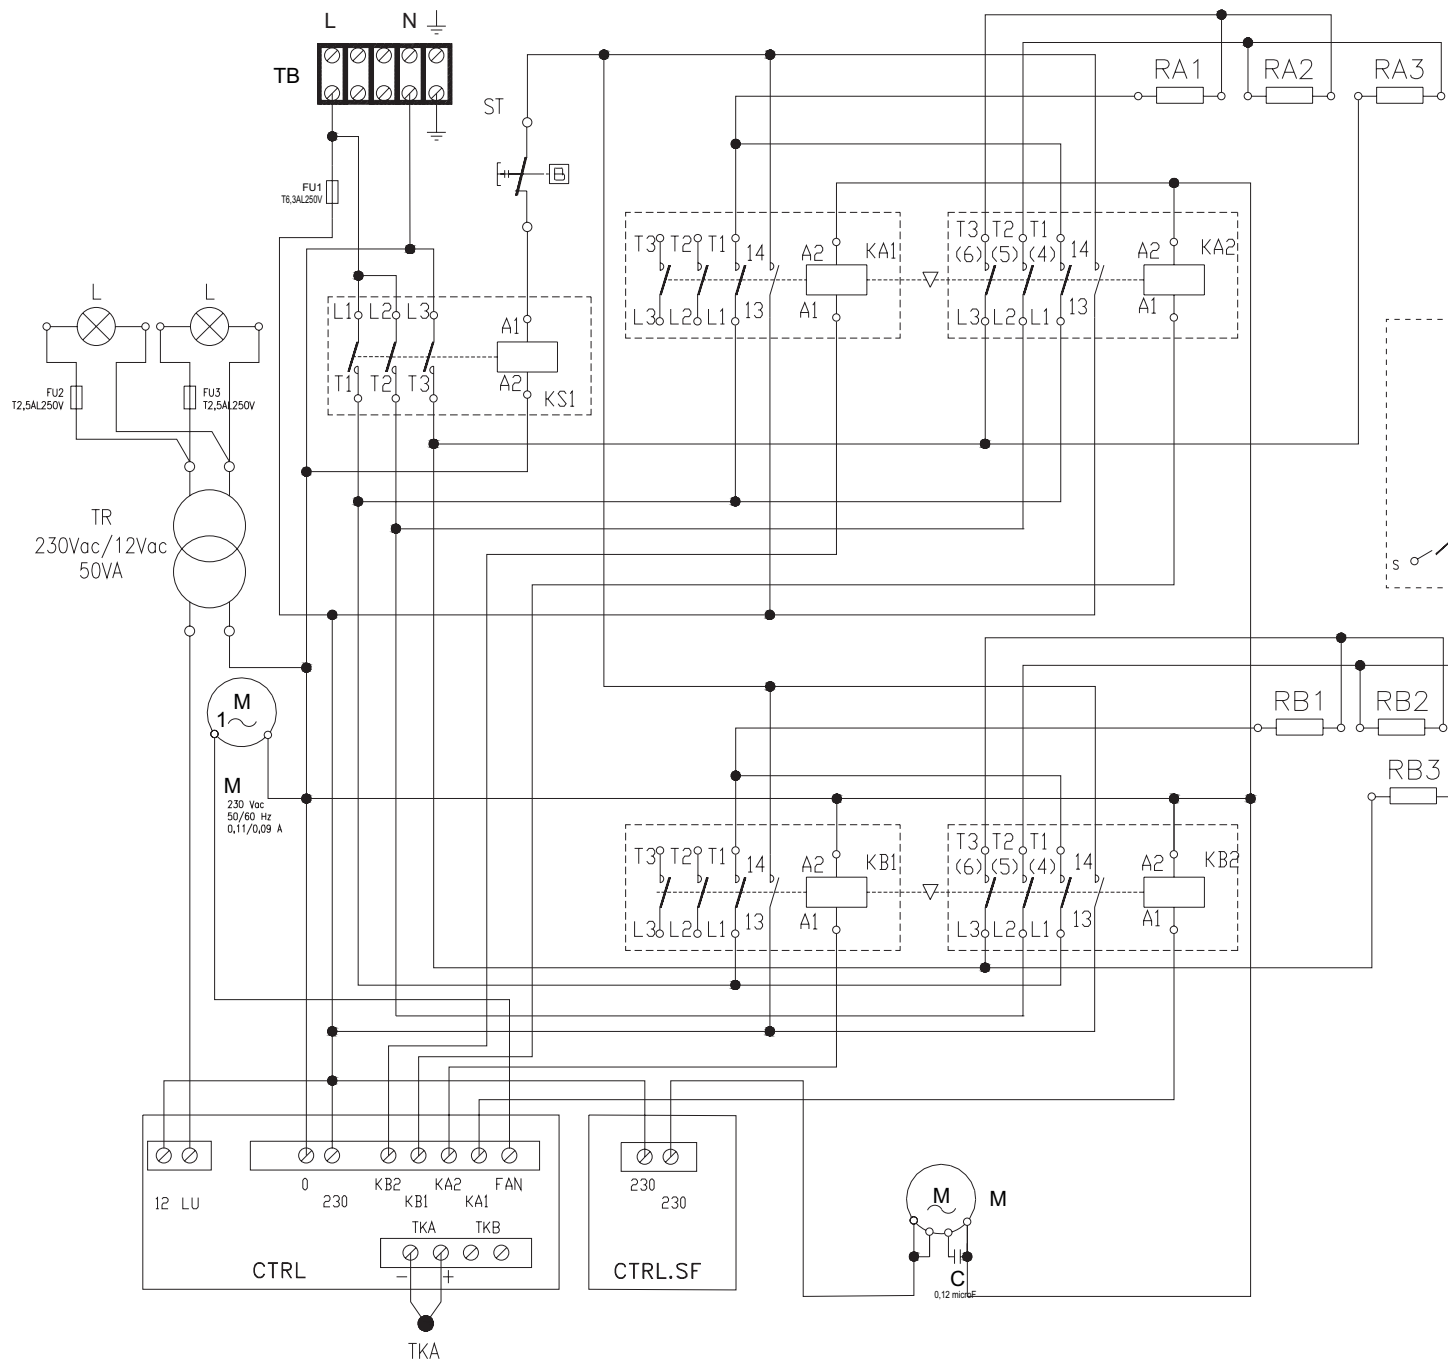 L N
TB
ST
FU1
T6,3AL250V
RA1 RA2 RA3
T3 T2 T1 14 A2 KA1
L3 L2 L1 13 A1
T3 T2 T1 14 A2 KA2
(6) (5) (4)
L3 L2 L1 13 A1
B
L L
FU2
T2,5AL250V
FU3
T2,5AL250V
L1 L2 L3 A1
T1 T2 T3 A2 KS1
TR
230Vac/12Vac
50VA
S
M
1
M
230 Vac
50/60 Hz
0,11/0,09 A
RB1 RB2
RB3
T3 T2 T1 14 A2 KB1
L3 L2 L1 13 A1
T3 T2 T1 14 A2 KB2
(6) (5) (4)
L3 L2 L1 13 A1
12 LU
0 230 KB2 KB1 KA2 KA1 FAN
TKA TKB
- +
CTRL
TKA
230 230
CTRL.SF
M M
C
0,12 microF